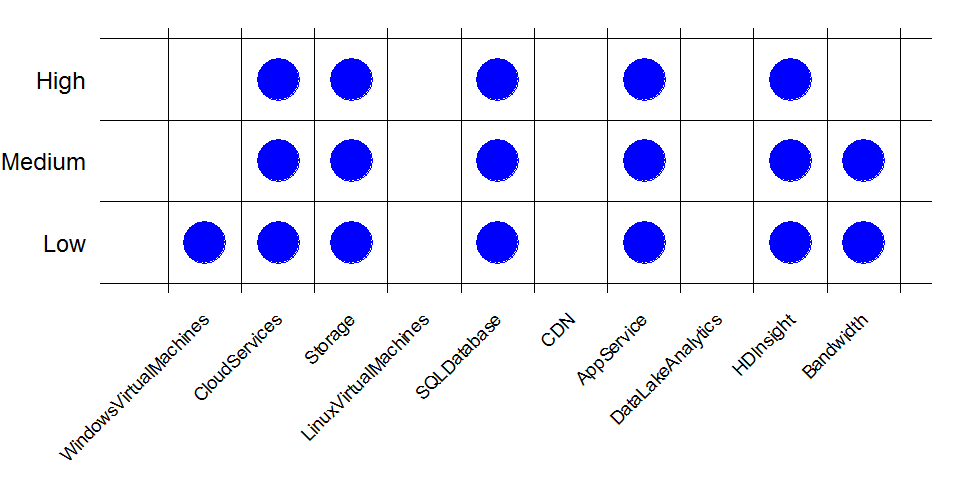 High
Medium
Low
WindowsVirtualMachines
CloudServices
Storage
LinuxVirtualMachines
SQLDatabase
CDN
AppService
DataLakeAnalytics
HDInsight
Bandwidth